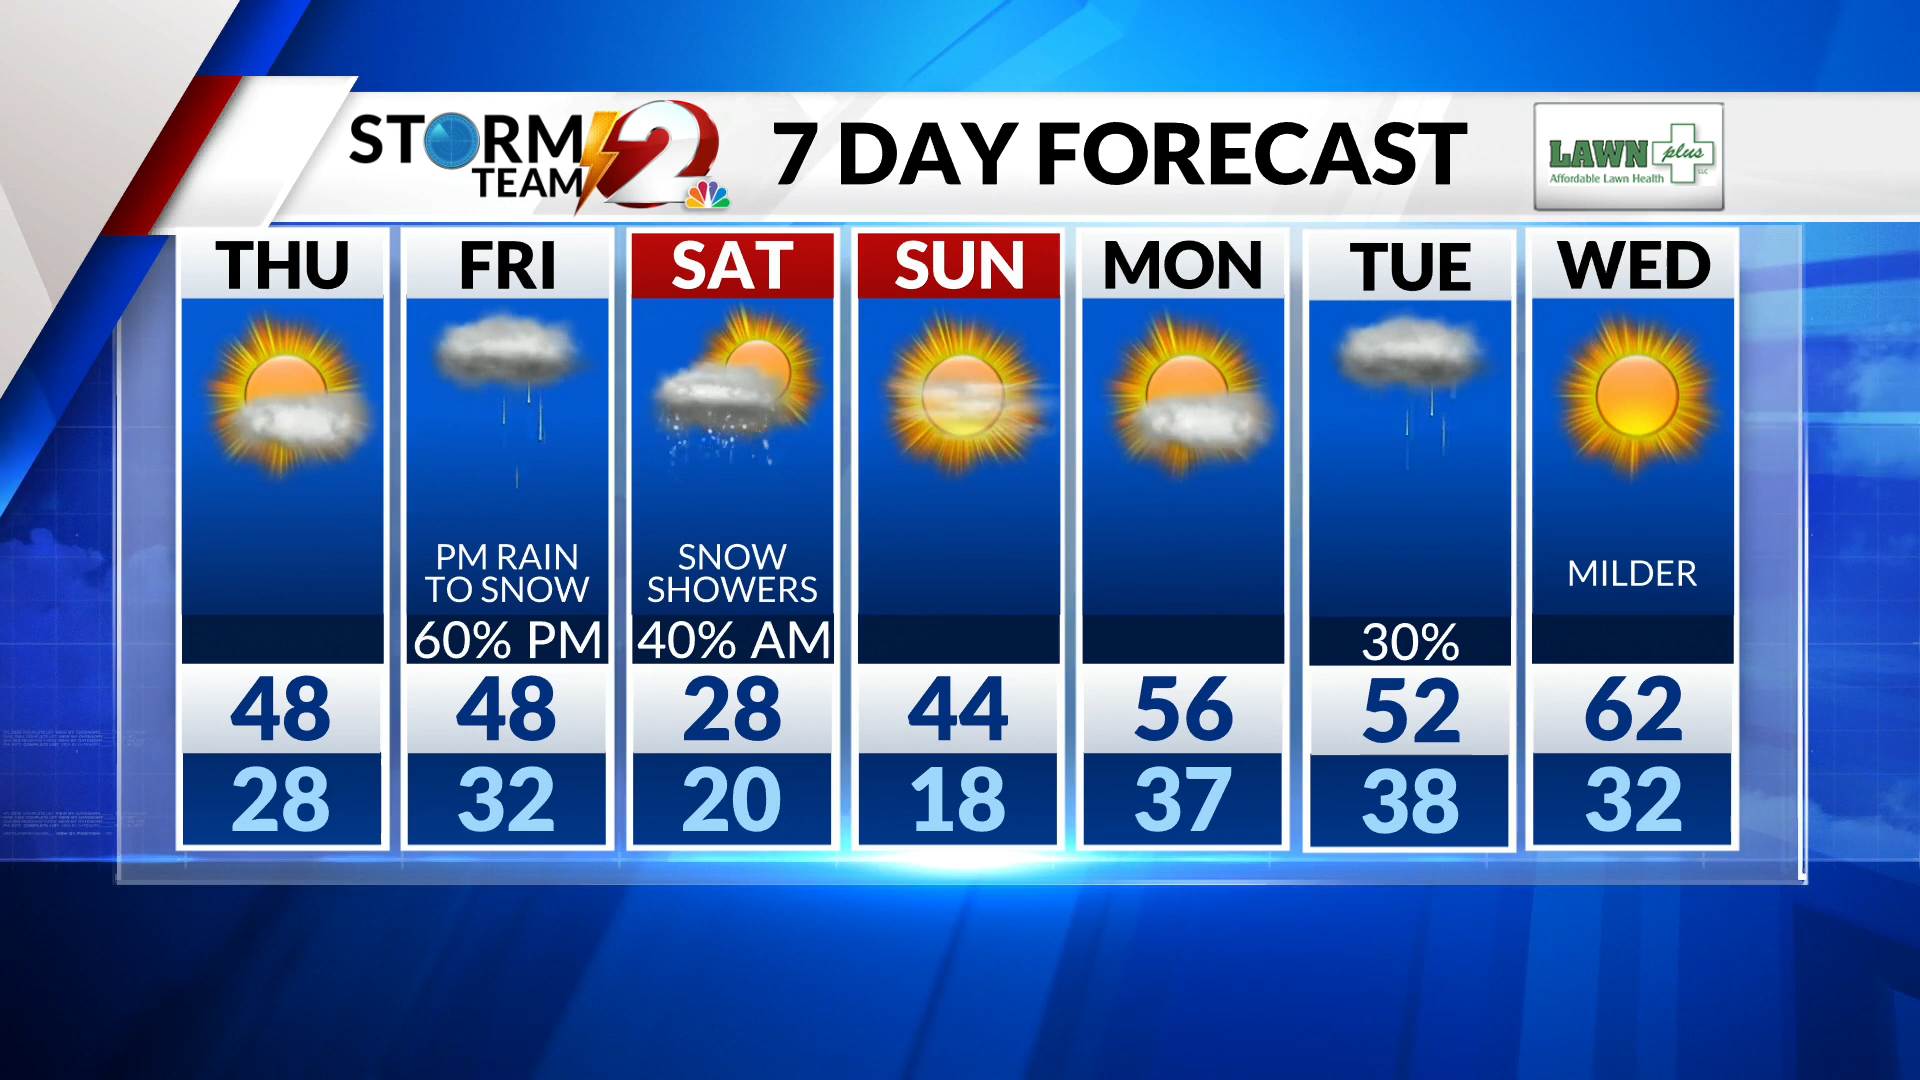 STORM
TEAM
2
7 DAY FORECAST
LAWN plus LLC
Affordable Lawn Health
THU FRI SAT SUN MON TUE WED
PM RAIN
TO SNOW
SNOW
SHOWERS
MILDER
60% PM 40% AM 30%
48 48 28 44 56 52 62
28 32 20 18 37 38 32